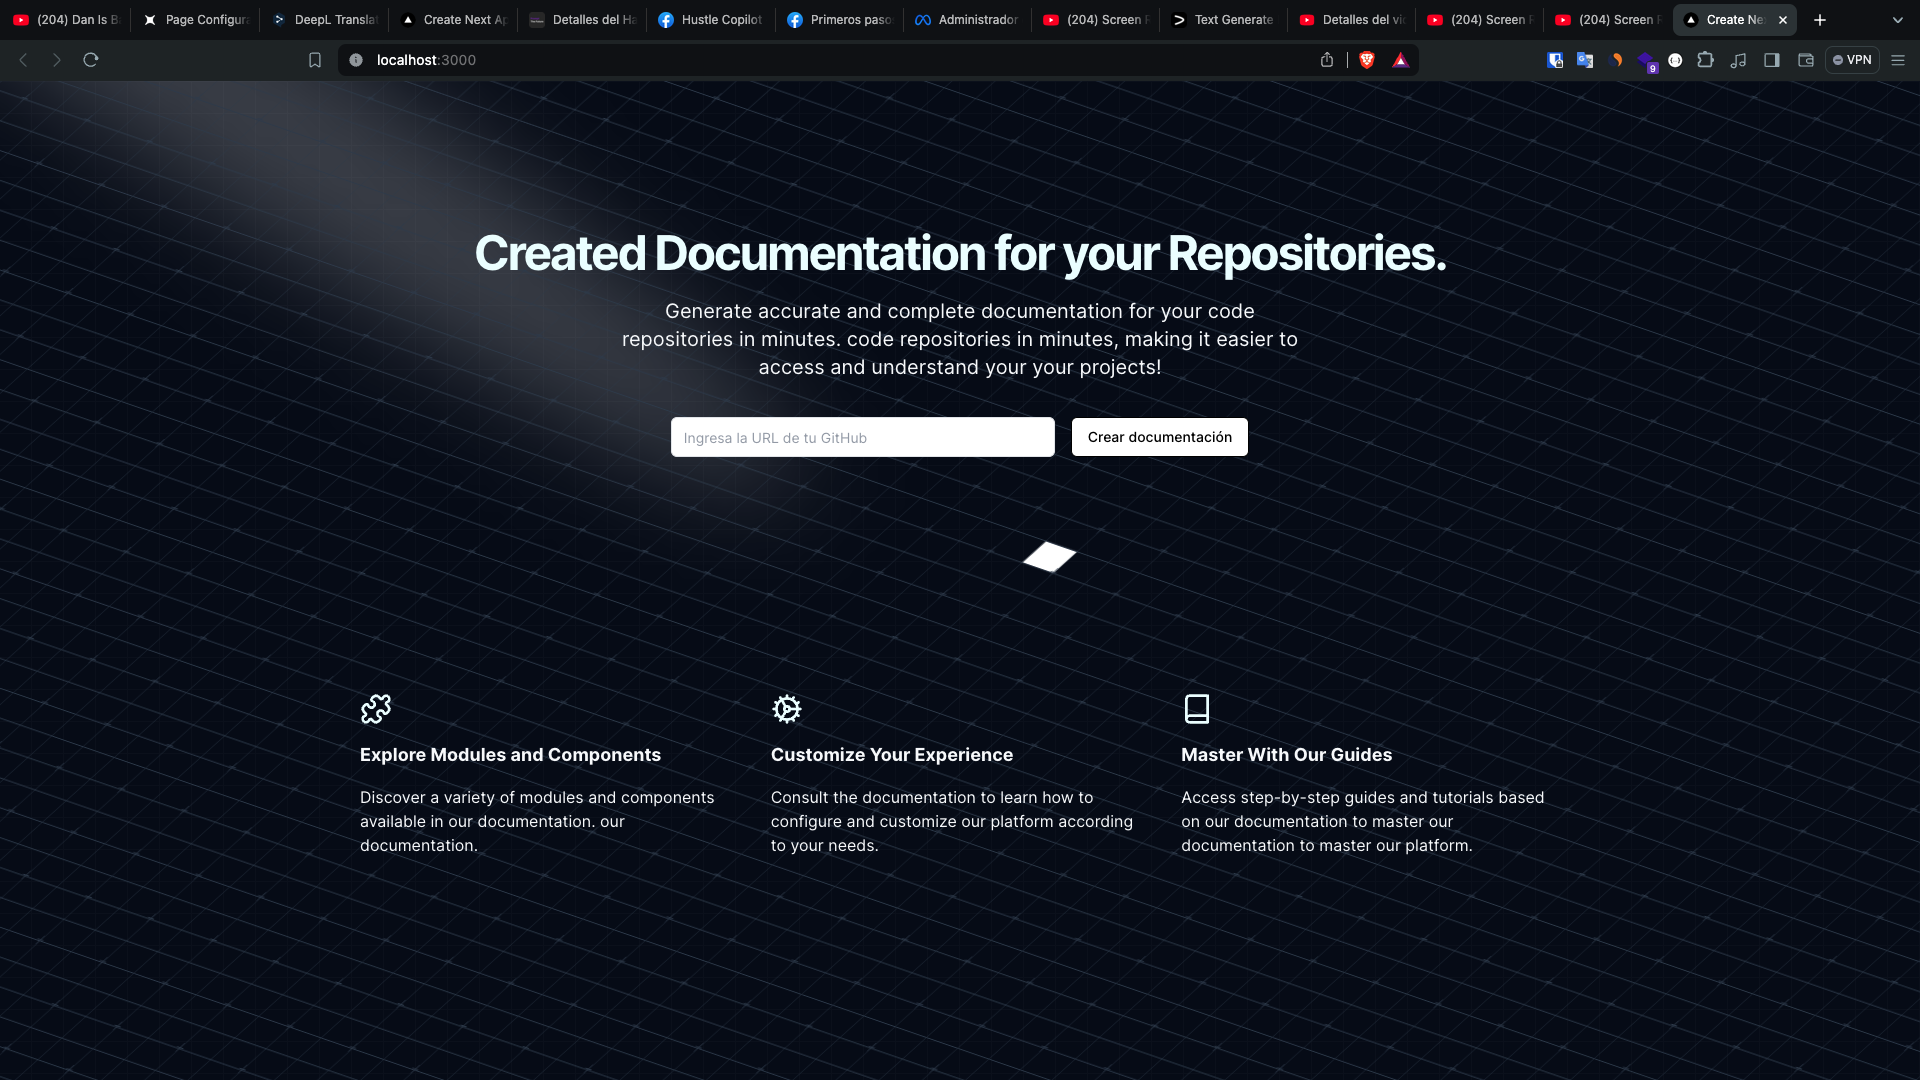 (204) Dan Is B
Page Configura
DeepL Translat
Create Next Ap
Detalles del Ha
Hustle Copilot
Primeros paso
Administrador
(204) Screen R
Text Generate
Detalles del vi
(204) Screen R
(204) Screen R
Create Ne
localhost:3000
9
VPN
Created Documentation for your Repositories.
Generate accurate and complete documentation for your code
repositories in minutes. code repositories in minutes, making it easier to
access and understand your your projects!
Ingresa la URL de tu GitHub
Crear documentación
Explore Modules and Components
Discover a variety of modules and components
available in our documentation. our
documentation.
Customize Your Experience
Consult the documentation to learn how to
configure and customize our platform according
to your needs.
Master With Our Guides
Access step-by-step guides and tutorials based
on our documentation to master our
documentation to master our platform.